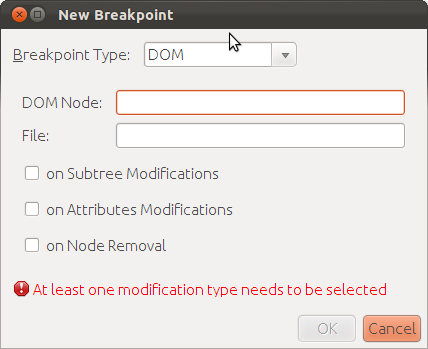 New Breakpoint
Breakpoint Type: DOM
DOM Node:
File:
on Subtree Modifications
on Attributes Modifications
on Node Removal
At least one modification type needs to be selected
OK Cancel